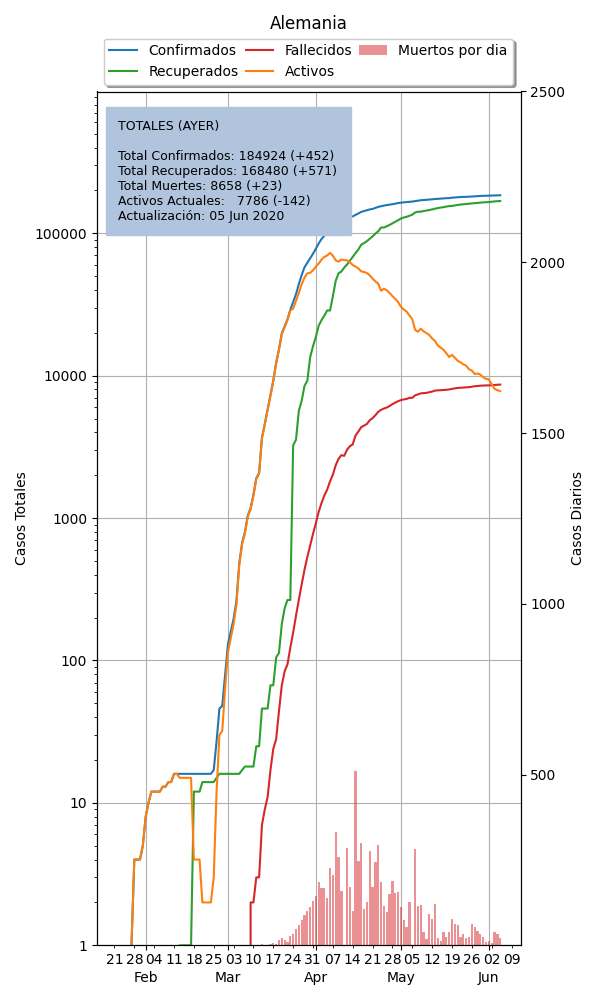 Alemania
Confirmados
Fallecidos
Muertos por dia
Recuperados
Activos
TOTALES (AYER)
Total Confirmados: 184924 (+452)
Total Recuperados: 168480 (+571)
Total Muertes: 8658 (+23)
Activos Actuales: 7786 (-142)
Actualización: 05 Jun 2020
2500
100000
2000
10000
1500
1000
1000
100
500
10
1
Casos Totales
Casos Diarios
21 28 04 11 18 25 03 10 17 24 31 07 14 21 28 05 12 19 26 02 09
Feb Mar Apr May Jun